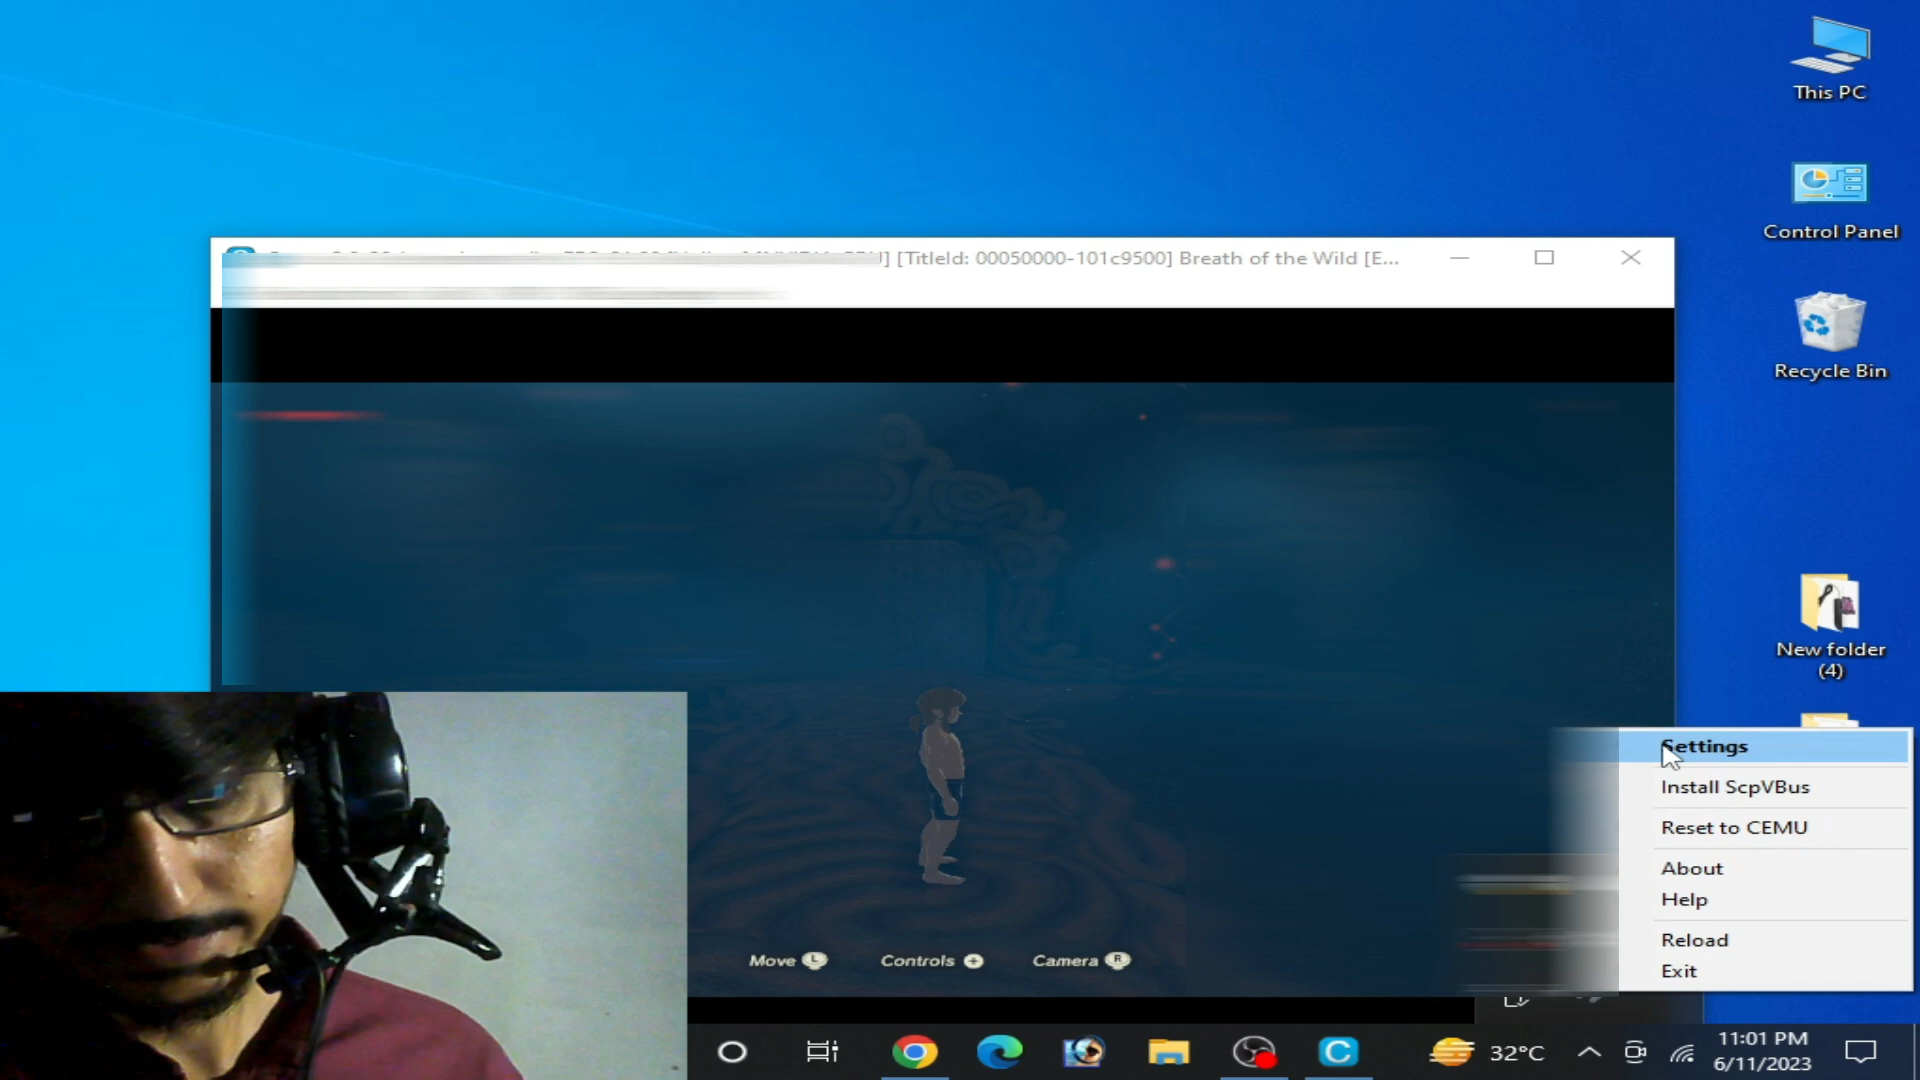 This PC
Control Panel
] [TitleId: 00050000-101c9500] Breath of the Wild [E...
Recycle Bin
New folder
(4)
Settings
Install ScpVBus
Reset to CEMU
About
Help
Reload
Exit
Move L
Controls +
Camera R
32°C
11:01 PM
6/11/2023